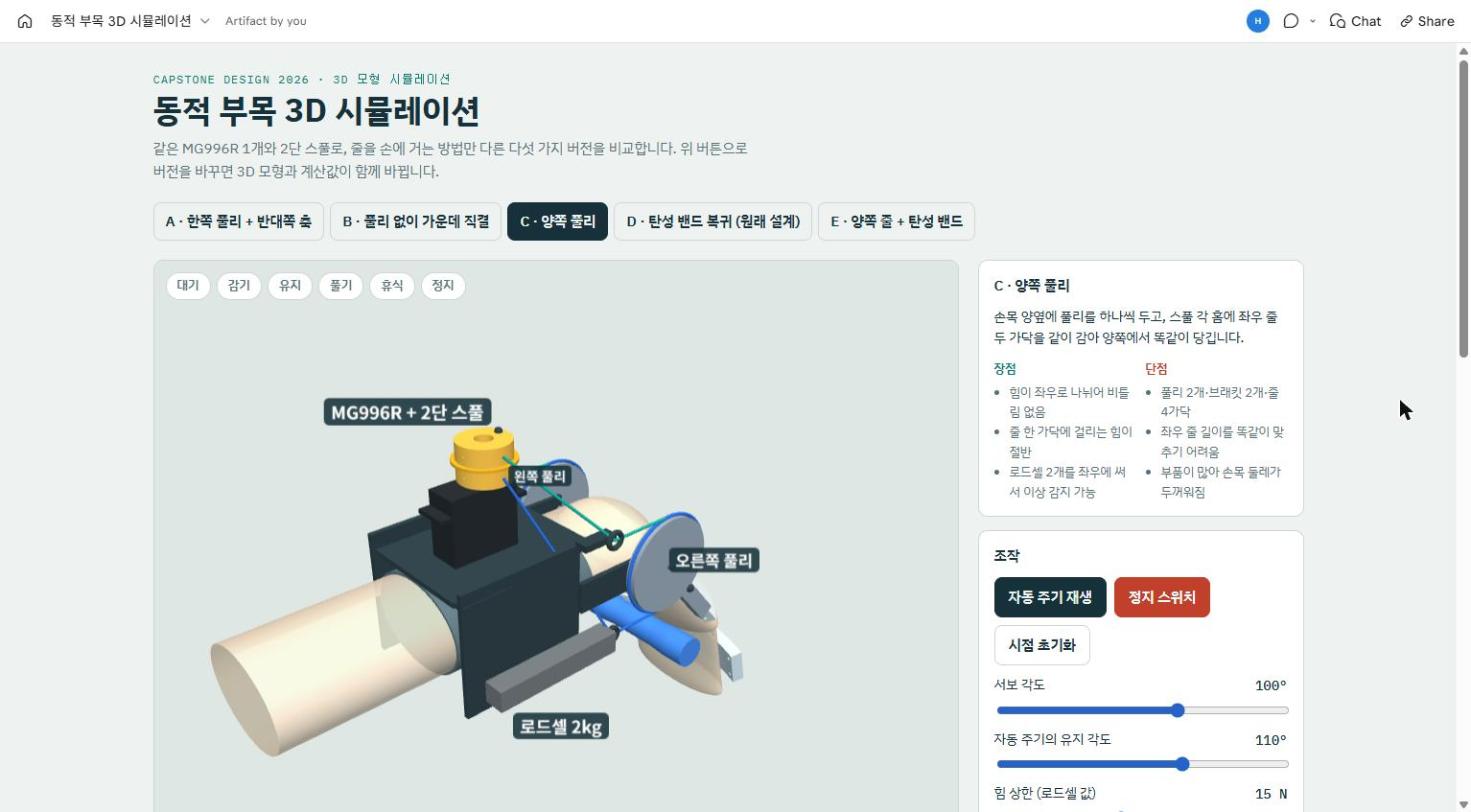 동적 부목 3D 시뮬레이션
Artifact by you
H
Chat
Share
CAPSTONE DESIGN 2026 · 3D 모형 시뮬레이션
동적 부목 3D 시뮬레이션
같은 MG996R 1개와 2단 스풀로, 줄을 손에 거는 방법만 다른 다섯 가지 버전을 비교합니다. 위 버튼으로
버전을 바꾸면 3D 모형과 계산값이 함께 바뀝니다.
A · 한쪽 풀리 + 반대쪽 축
B · 풀리 없이 가운데 직결
C · 양쪽 풀리
D · 탄성 밴드 복귀 (원래 설계)
E · 양쪽 줄 + 탄성 밴드
대기
감기
유지
풀기
휴식
정지
MG996R + 2단 스풀
왼쪽 풀리
오른쪽 풀리
로드셀 2kg
C · 양쪽 풀리
손목 양옆에 풀리를 하나씩 두고, 스풀 각 홈에 좌우 줄
두 가닥을 같이 감아 양쪽에서 똑같이 당깁니다.
장점
힘이 좌우로 나뉘어 비틀
림 없음
줄 한 가닥에 걸리는 힘이
절반
로드셀 2개를 좌우에 써
서 이상 감지 가능
단점
풀리 2개·브래킷 2개·줄
4가닥
좌우 줄 길이를 똑같이 맞
추기 어려움
부품이 많아 손목 둘레가
두꺼워짐
조작
자동 주기 재생
정지 스위치
시점 초기화
서보 각도
100°
자동 주기의 유지 각도
110°
힘 상한 (로드셀 값)
15 N